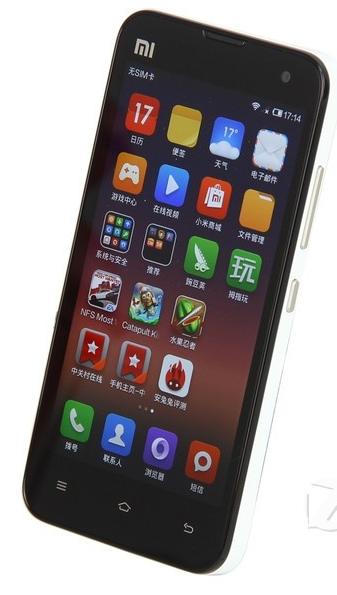 mi
无SIM卡
17:14
17
日历
便签
17°
天气
电子邮件
游戏中心
在线视频
小米商城
文件管理
系统与安全
推荐
豌豆荚
玩
拇指玩
NFS Most
Catapult K
水果忍者
中关村在线
手机主页-中
安兔兔评测
拨号
联系人
浏览器
短信